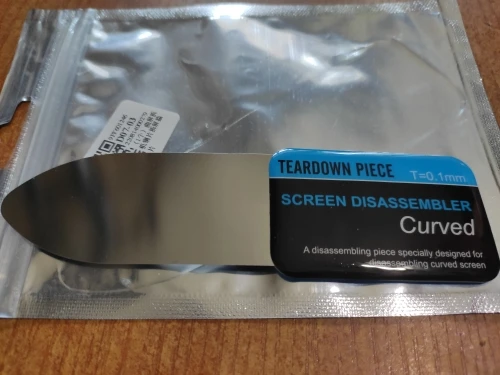 TEARDOWN PIECE
T=0.1mm
SCREEN DISASSEMBLER
Curved
A disassembling piece specially designed for
disassembling curved screen